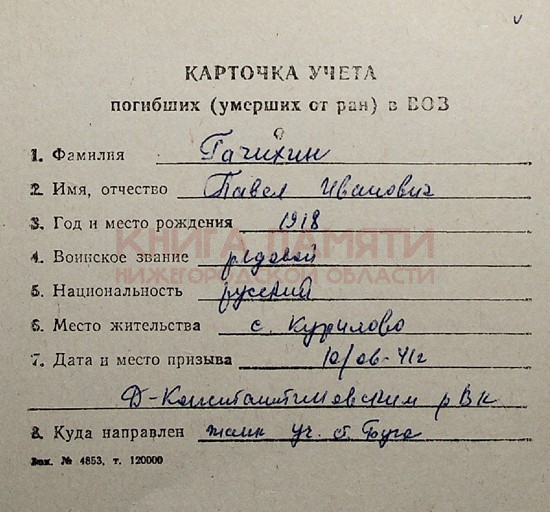 КАРТОЧКА УЧЕТА
погибших (умерших от ран) в ВОВ
1. Фамилия Гачихин
2. Имя, отчество Павел Иванович
3. Год и место рождения 1918
КНИГА ПАМЯТИ
4. Воинское звание рядовой
НИЖЕГОРОДСКОЙ ОБЛАСТИ
5. Национальность русский
6. Место жительства с. Курилово
7. Дата и место призыва 10/06-41г
Д-Константиновским рВК
8. Куда направлен уч. б.
Зак. № 4853, т. 120000